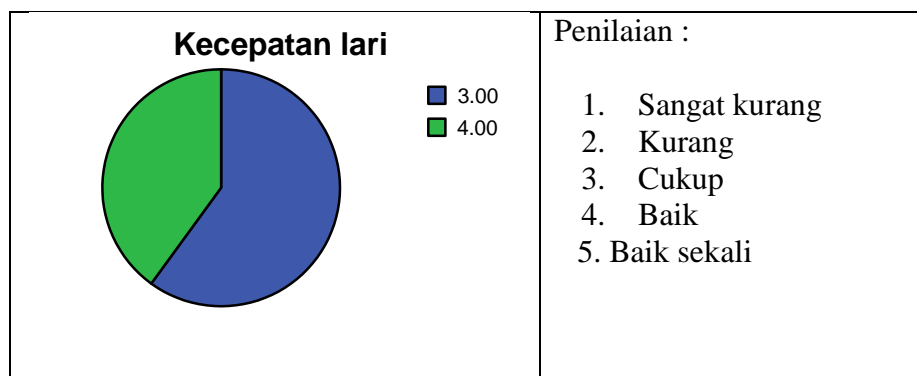 Kecepatan lari
3.00
4.00
Penilaian :
1. Sangat kurang
2. Kurang
3. Cukup
4. Baik
5. Baik sekali